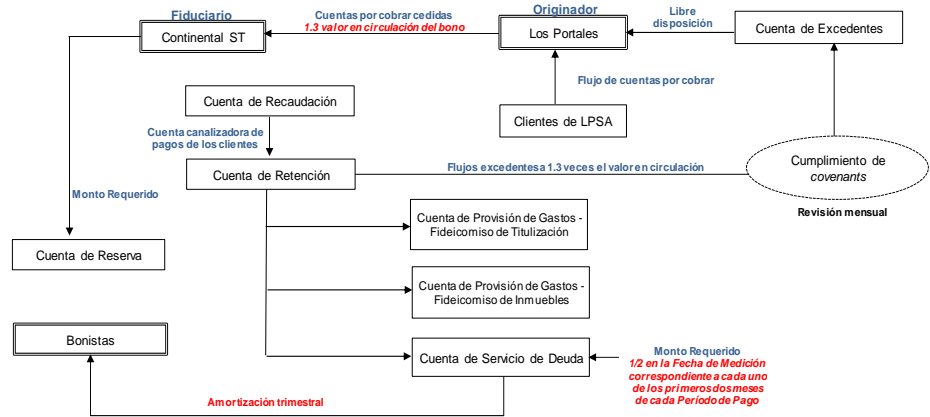 Fiduciario
Continental ST
Cuentas por cobrar cedidas
1.3 valor en circulación del bono
Originador
Los Portales
Libre
disposición
Cuenta de Excedentes
Flujo de cuentas por cobrar
Cuenta de Recaudación
Clientes de LPSA
Cuenta canalizadora de
pagos de los clientes
Cuenta de Retención
Flujos excedentes a 1.3 veces el valor en circulación
Cumplimiento de
covenants
Revisión mensual
Monto Requerido
Cuenta de Reserva
Cuenta de Provisión de Gastos -
Fideicomiso de Titulización
Cuenta de Provisión de Gastos -
Fideicomiso de Inmuebles
Bonistas
Cuenta de Servicio de Deuda
Monto Requerido
1/2 en la Fecha de Medición
correspondiente a cada uno
de los primeros dos meses
de cada Período de Pago
Amortización trimestral